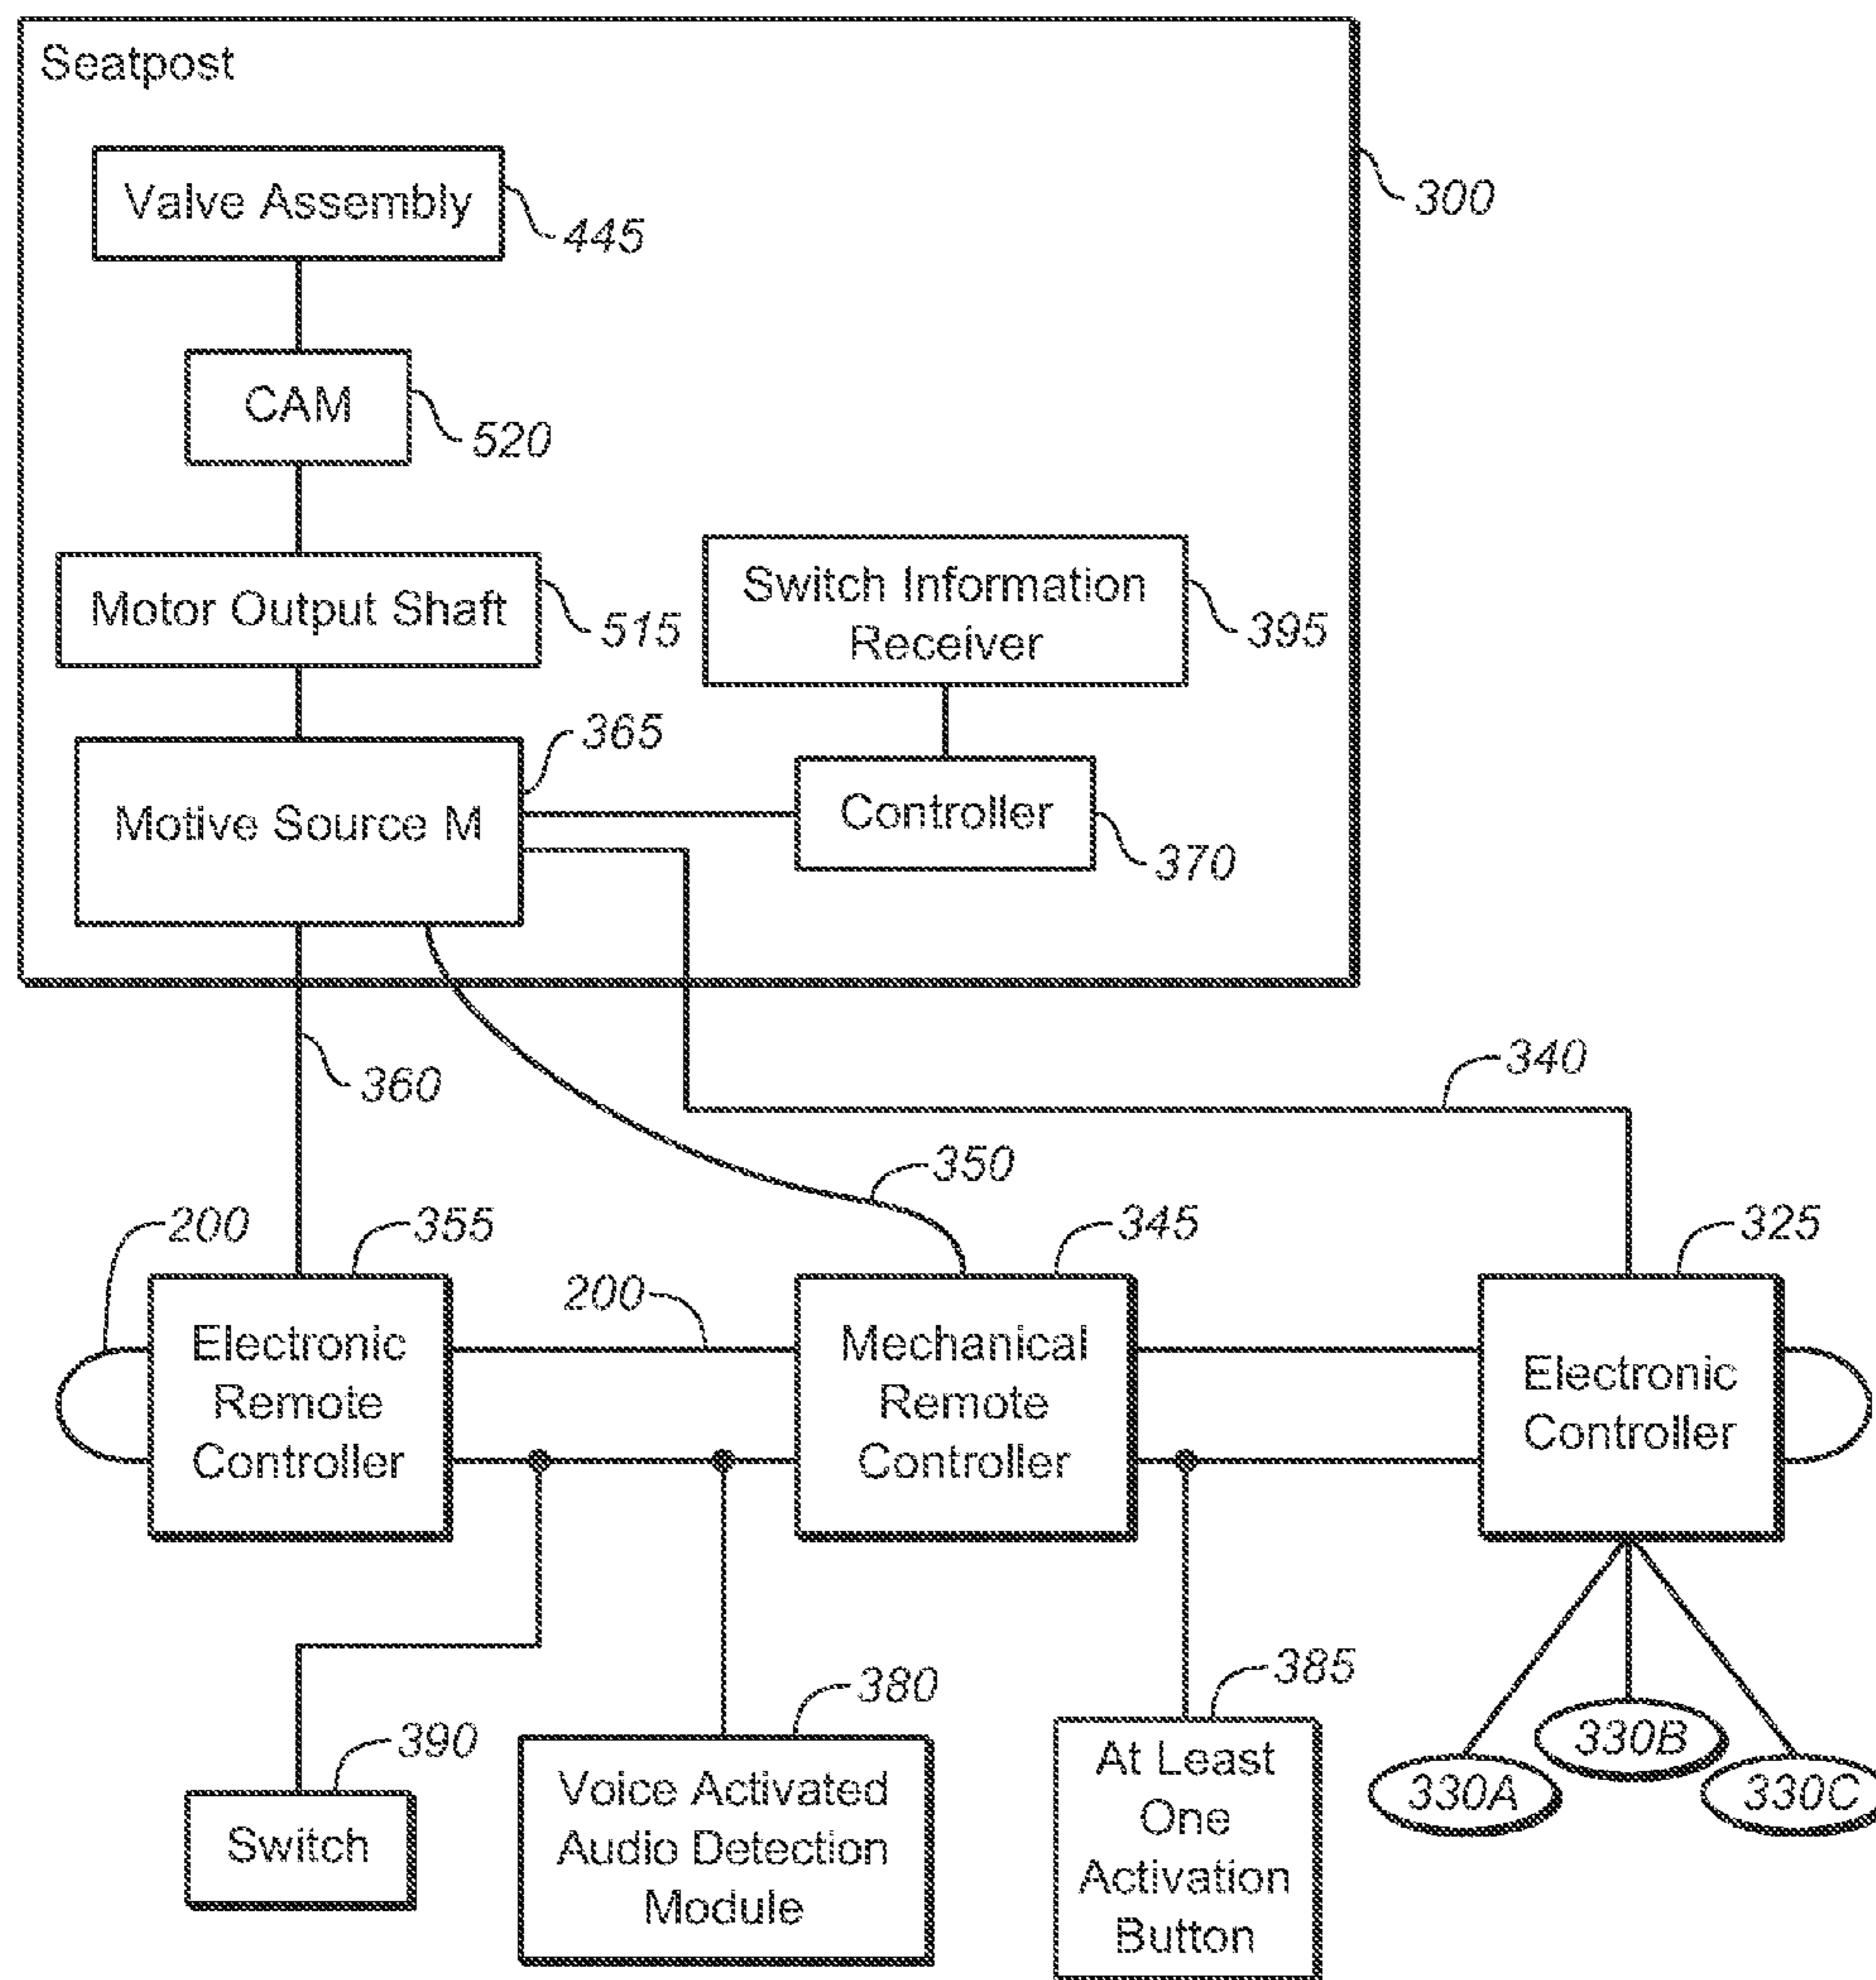 Seatpost
300
Valve Assembly
445
CAM
520
Motor Output Shaft
515
Switch Information
Receiver
395
Motive Source M
365
Controller
370
360
350
340
200
355
Electronic
Remote
Controller
200
345
Mechanical
Remote
Controller
325
Electronic
Controller
390
Switch
380
Voice Activated
Audio Detection
Module
385
At Least
One
Activation
Button
330A
330B
330C